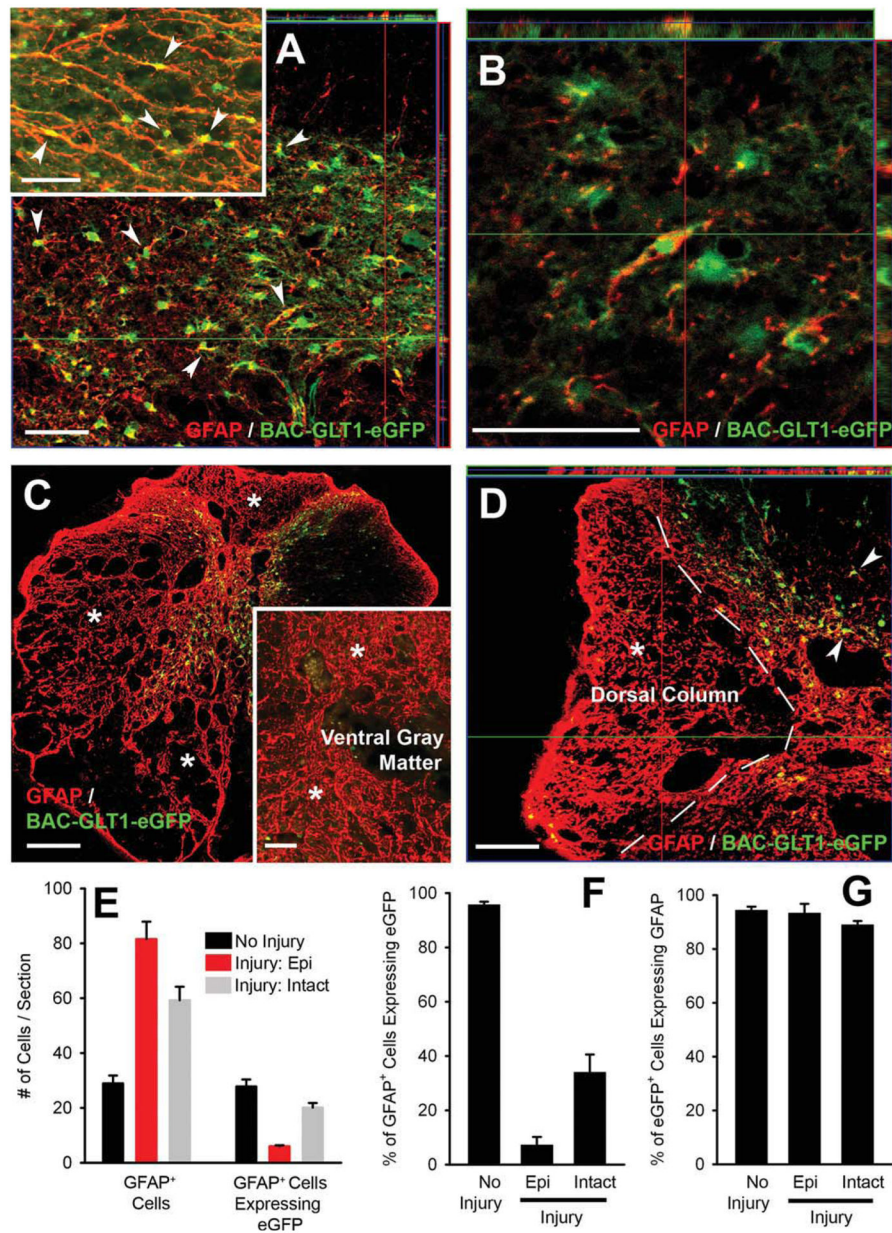 A
GFAP / BAC-GLT1-eGFP
B
GFAP / BAC-GLT1-eGFP
C
GFAP /
BAC-GLT1-eGFP
Ventral Gray
Matter
D
Dorsal Column
GFAP / BAC-GLT1-eGFP
E
# of Cells / Section
100
80
60
40
20
0
No Injury
Injury: Epi
Injury: Intact
GFAP+
Cells
GFAP+ Cells
Expressing
eGFP
F
% of GFAP+ Cells Expressing eGFP
100
80
60
40
20
0
No
Injury
Epi
Intact
Injury
G
% of eGFP+ Cells Expressing GFAP
100
80
60
40
20
0
No
Injury
Epi
Intact
Injury